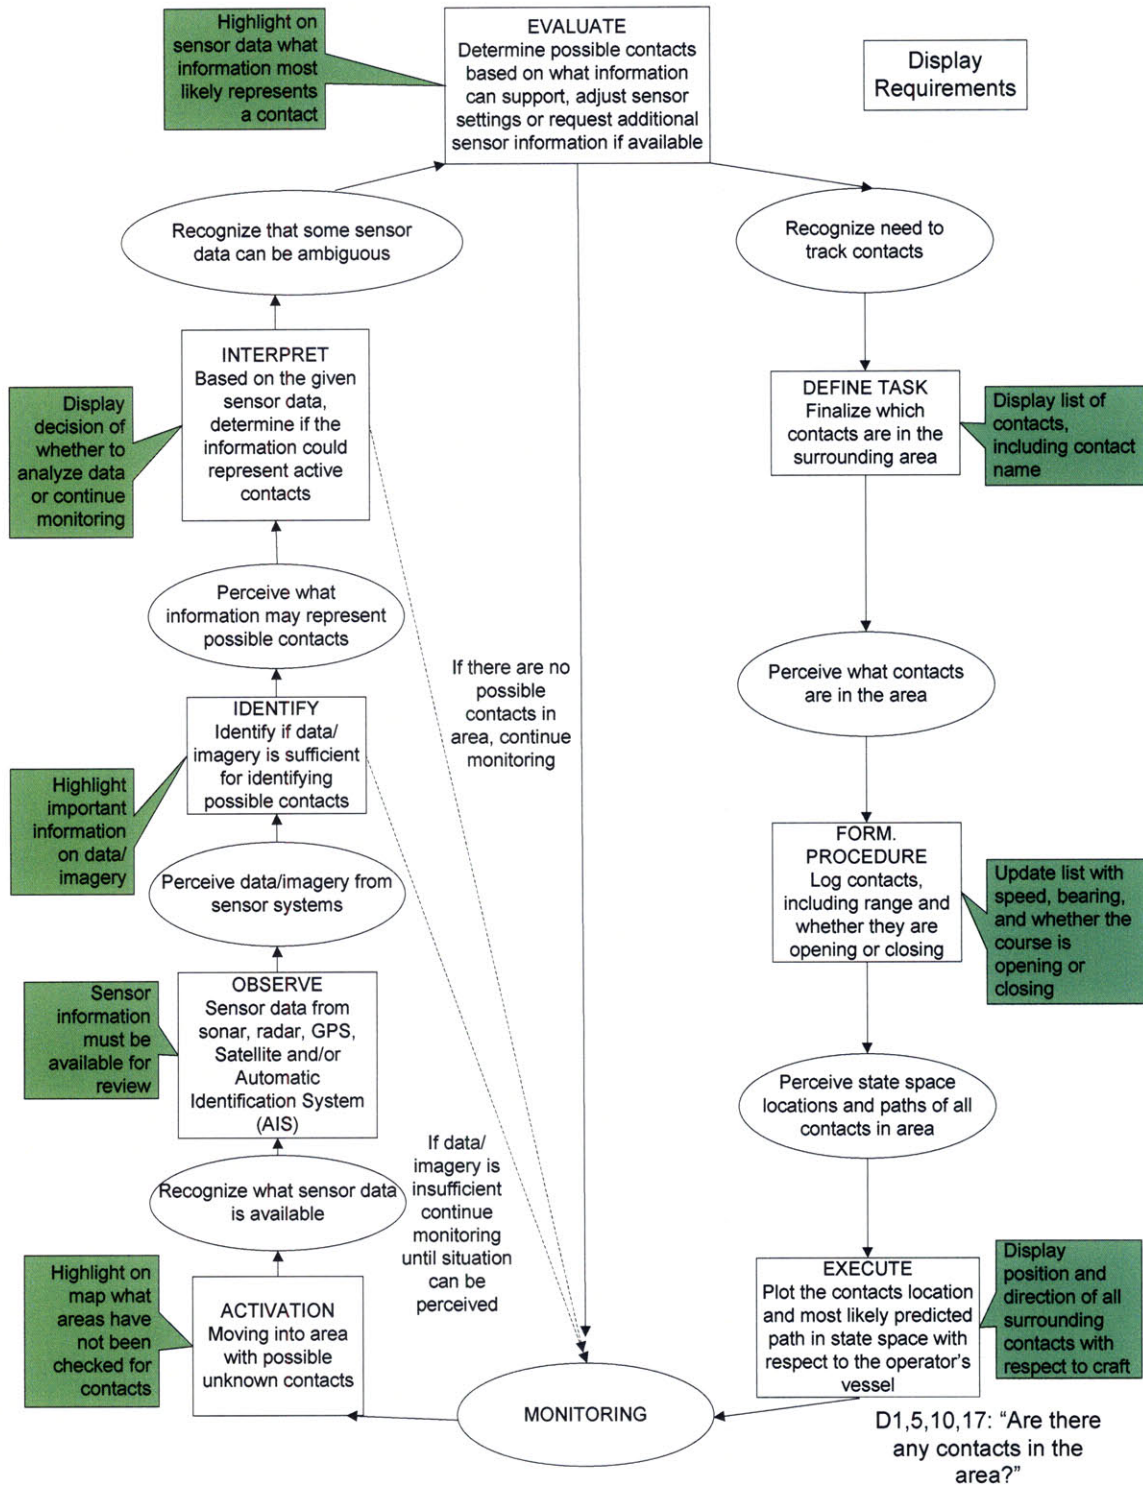 Highlight on
sensor data what
information most
likely represents
a contact
EVALUATE
Determine possible contacts
based on what information
can support, adjust sensor
settings or request additional
sensor information if available
Display
Requirements
Recognize that some sensor
data can be ambiguous
Recognize need to
track contacts
INTERPRET
Based on the given
sensor data,
determine if the
information could
represent active
contacts
Display
decision of
whether to
analyze data
or continue
monitoring
DEFINE TASK
Finalize which
contacts are in the
surrounding area
Display list of
contacts,
including contact
name
Perceive what
information may represent
possible contacts
If there are no
possible
contacts in
area, continue
monitoring
Perceive what contacts
are in the area
IDENTIFY
Identify if data/
imagery is sufficient
for identifying
possible contacts
Highlight
important
information
on data/
imagery
FORM.
PROCEDURE
Log contacts,
including range and
whether they are
opening or closing
Update list with
speed, bearing,
and whether the
course is
opening or
closing
Perceive data/imagery from
sensor systems
OBSERVE
Sensor data from
sonar, radar, GPS,
Satellite and/or
Automatic
Identification System
(AIS)
Sensor
information
must be
available for
review
Perceive state space
locations and paths of all
contacts in area
If data/
imagery is
insufficient
continue
monitoring
until situation
can be
perceived
Recognize what sensor data
is available
Highlight on
map what
areas have
not been
checked for
contacts
ACTIVATION
Moving into area
with possible
unknown contacts
EXECUTE
Plot the contacts location
and most likely predicted
path in state space with
respect to the operator's
vessel
Display
position and
direction of all
surrounding
contacts with
respect to craft
MONITORING
D1,5,10,17: “Are there
any contacts in the
area?”